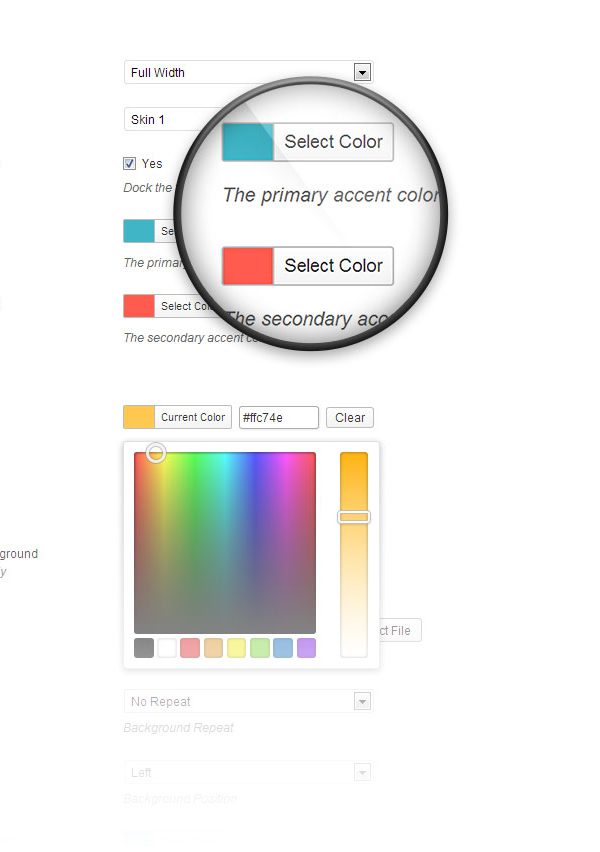 Full Width
Skin 1
Yes
Dock the
Select Color
The primary accent color
Select Color
The secondary acc
Se
The primar
Select Co
The secondary accent c
Current Color
#ffc74e
Clear
ground
y
ct File
No Repeat
Background Repeat
Left
Background Position